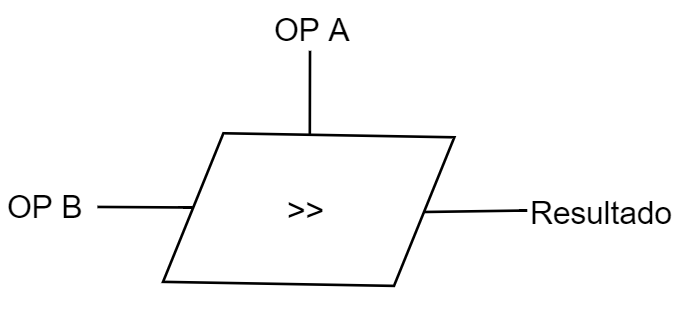 OP A
OP B
>>
Resultado